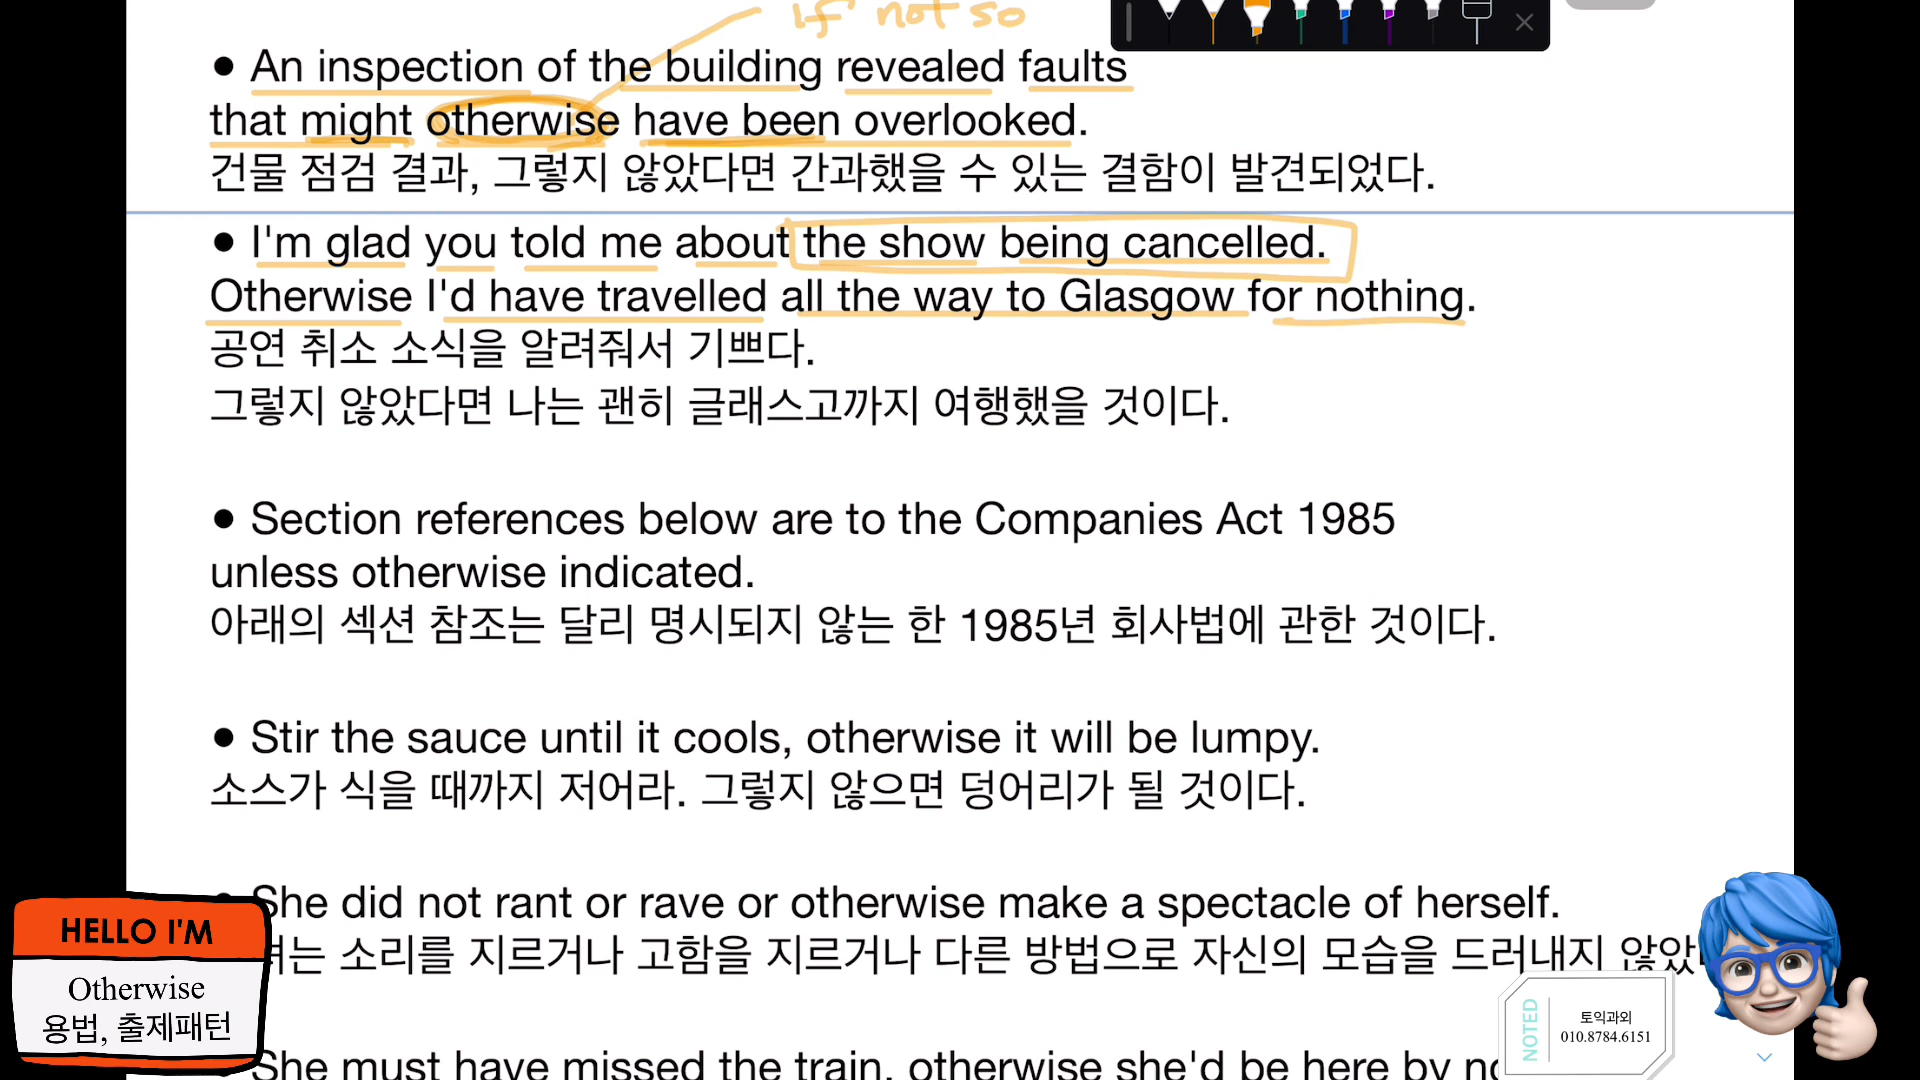 if not so
● An inspection of the building revealed faults
that might otherwise have been overlooked.
건물 점검 결과, 그렇지 않았다면 간과했을 수 있는 결함이 발견되었다.
● I'm glad you told me about the show being cancelled.
Otherwise I'd have travelled all the way to Glasgow for nothing.
공연 취소 소식을 알려줘서 기쁘다.
그렇지 않았다면 나는 괜히 글래스고까지 여행했을 것이다.
● Section references below are to the Companies Act 1985
unless otherwise indicated.
아래의 섹션 참조는 달리 명시되지 않는 한 1985년 회사법에 관한 것이다.
● Stir the sauce until it cools, otherwise it will be lumpy.
소스가 식을 때까지 저어라. 그렇지 않으면 덩어리가 될 것이다.
She did not rant or rave or otherwise make a spectacle of herself.
소리를 지르거나 고함을 지르거나 다른 방법으로 자신의 모습을 드러내지
She must have missed the train, otherwise she'd be here by
HELLO I'M
Otherwise
용법, 출제패턴
NOTED
토익과외
010.8784.6151